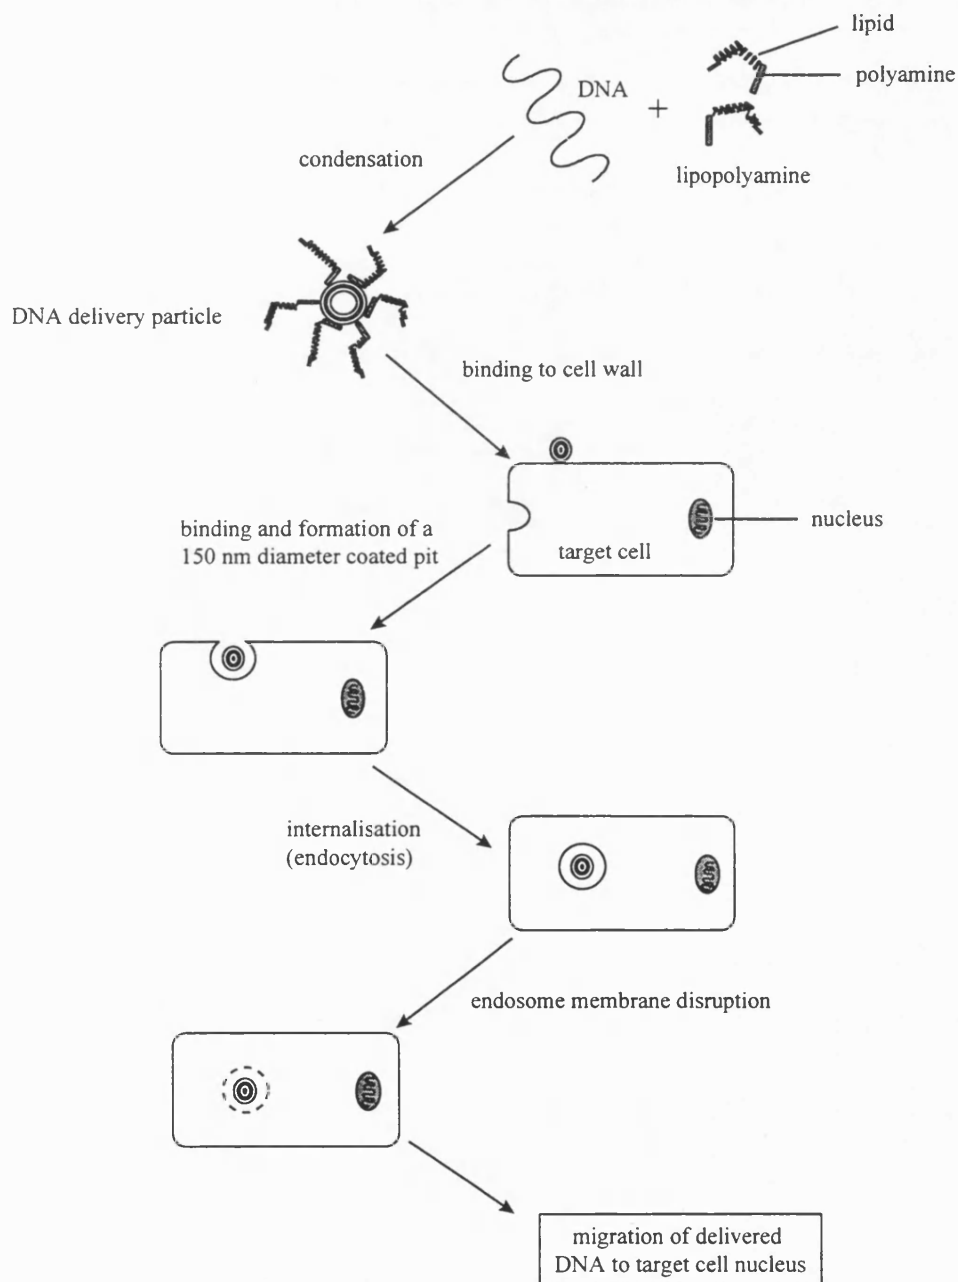 lipid
polyamine
DNA
+
lipopolyamine
condensation
DNA delivery particle
binding to cell wall
binding and formation of a
150 nm diameter coated pit
target cell
nucleus
internalisation
(endocytosis)
endosome membrane disruption
migration of delivered
DNA to target cell nucleus